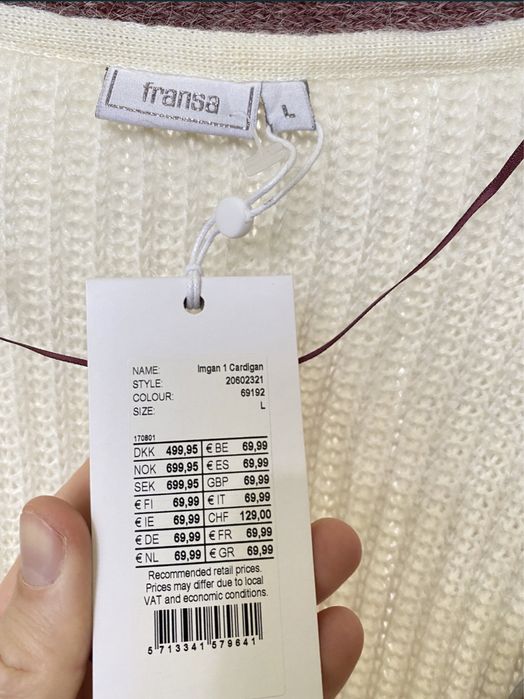 fransa
L
NAME: Imgan 1 Cardigan
STYLE: 20602321
COLOUR: 69192
SIZE: L
170801
DKK 499,95 € BE 69,99
NOK 699,95 € ES 69,99
SEK 699,95 GBP 69,99
€ FI 69,99 € IT 69,99
€ IE 69,99 CHF 129,00
€ DE 69,99 € FR 69,99
€ NL 69,99 € GR 69,99
Recommended retail prices.
Prices may differ due to local
VAT and economic conditions.
5 713341 579641